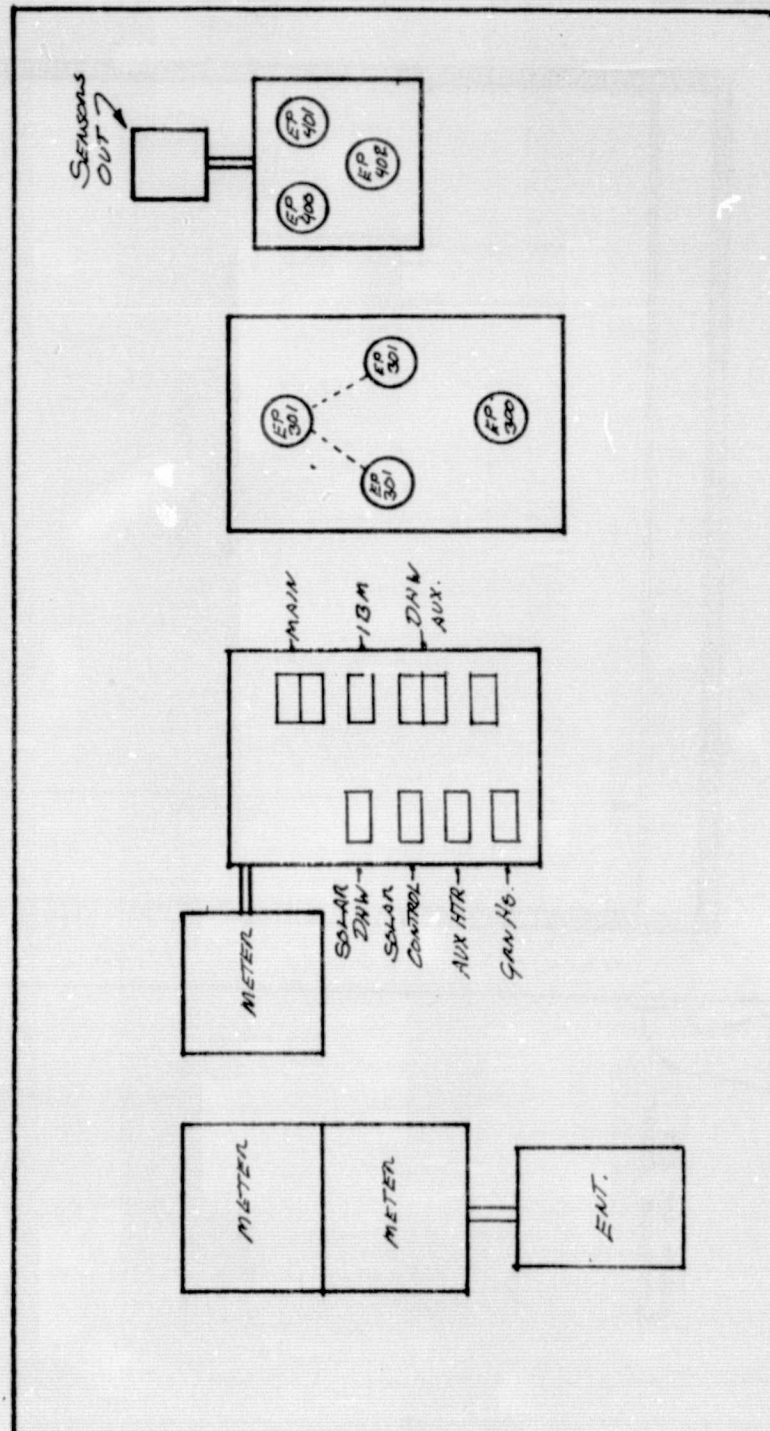 METER
METER
ENT.
METER
SOLAR
DHW
SOLAR
CONTROL
AUX HTR
GRN HS.
MAIN
IBM
DHW
AUX.
EP
301
EP
301
EP
301
EP
300
SENSORS
OUT
EP
400
EP
401
EP
402